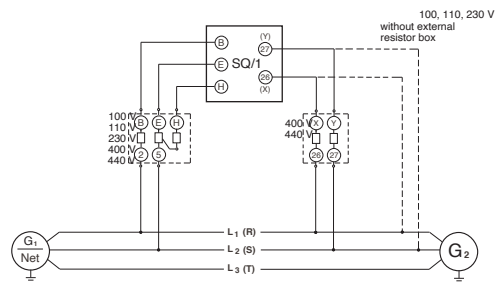 100, 110, 230 V
without external
resistor box
(Y)
B
27
E
SQ/1
26
H
(X)
100 V
110 V
230 V
400 V
440 V
B
E
H
2
5
400 V
440 V
X
Y
26
27
L1 (R)
G1
Net
L2 (S)
G2
L3 (T)